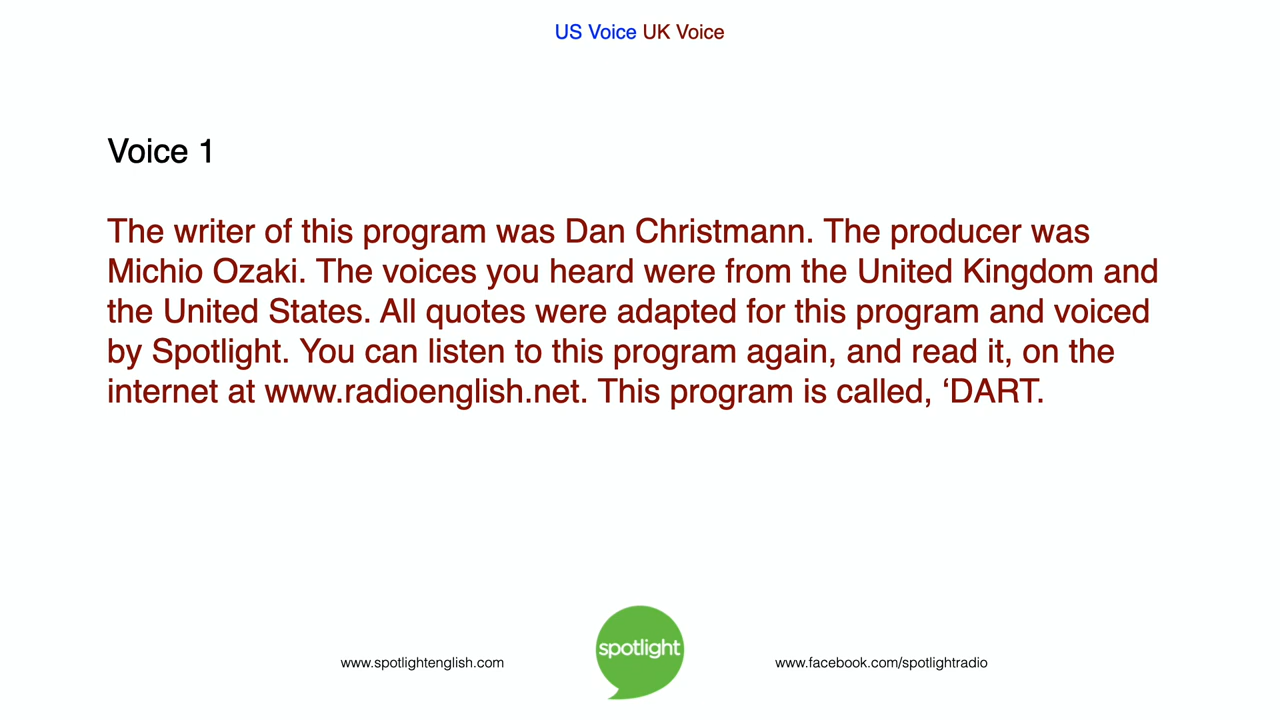 US Voice UK Voice
Voice 1
The writer of this program was Dan Christmann. The producer was
Michio Ozaki. The voices you heard were from the United Kingdom and
the United States. All quotes were adapted for this program and voiced
by Spotlight. You can listen to this program again, and read it, on the
internet at www.radioenglish.net. This program is called, ‘DART.
www.spotlightenglish.com
spotlight
www.facebook.com/spotlightradio